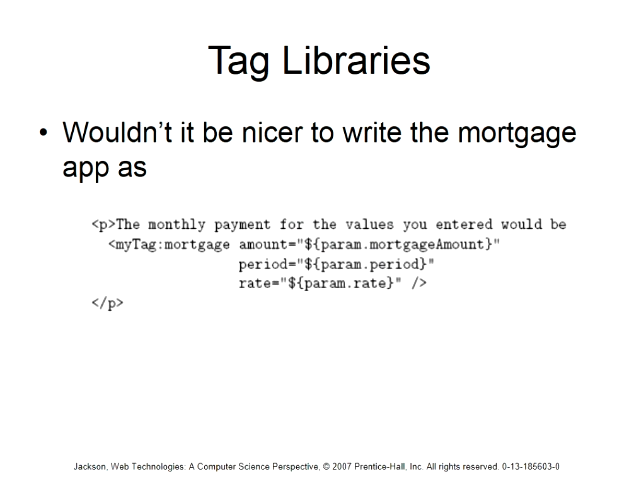 Tag Libraries
• Wouldn't it be nicer to write the mortgage
app as
<p>The monthly payment for the values you entered would be
<myTag:mortgage amount="${param.mortgageAmount}"
period="${param.period}"
rate="${param.rate}" />
</p>
Jackson, Web Technologies: A Computer Science Perspective, © 2007 Prentice-Hall, Inc. All rights reserved. 0-13-185603-0